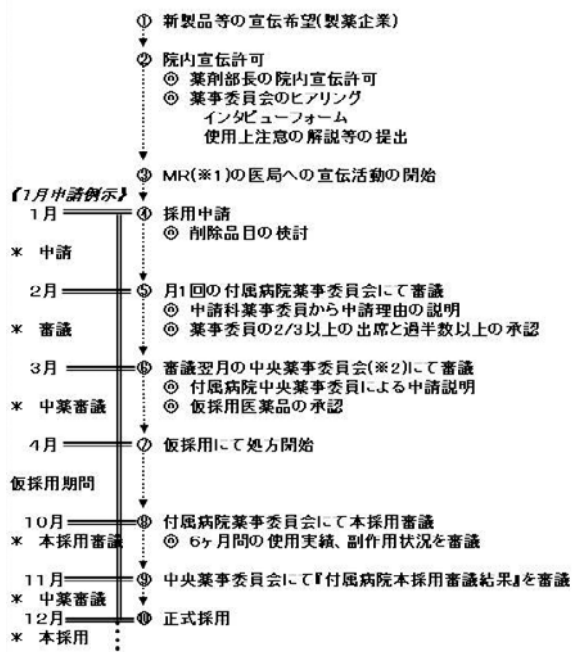 ① 新製品等の宣伝希望(製薬企業)
② 院内宣伝許可
◎ 薬剤部長の院内宣伝許可
◎ 薬事委員会のヒアリング
インタビューフォーム
使用上注意の解説等の提出
③ MR(※1)の医局への宣伝活動の開始
《1月申請例示》
1月 ④ 採用申請
◎ 削除品目の検討
* 申請
2月 ⑤ 月1回の付属病院薬事委員会にて審議
◎ 申請科薬事委員から申請理由の説明
* 審議 ◎ 薬事委員の2/3以上の出席と過半数以上の承認
3月 ⑥ 審議翌月の中央薬事委員会(※2)にて審議
◎ 付属病院中央薬事委員による申請説明
* 中薬審議 ◎ 仮採用医薬品の承認
4月 ⑦ 仮採用にて処方開始
仮採用期間
10月 ⑧ 付属病院薬事委員会にて本採用審議
* 本採用審議 ◎ 6ヶ月間の使用実績、副作用状況を審議
11月 ⑨ 中央薬事委員会にて『付属病院本採用審議結果』を審議
* 中薬審議
12月 ⑩ 正式採用
* 本採用